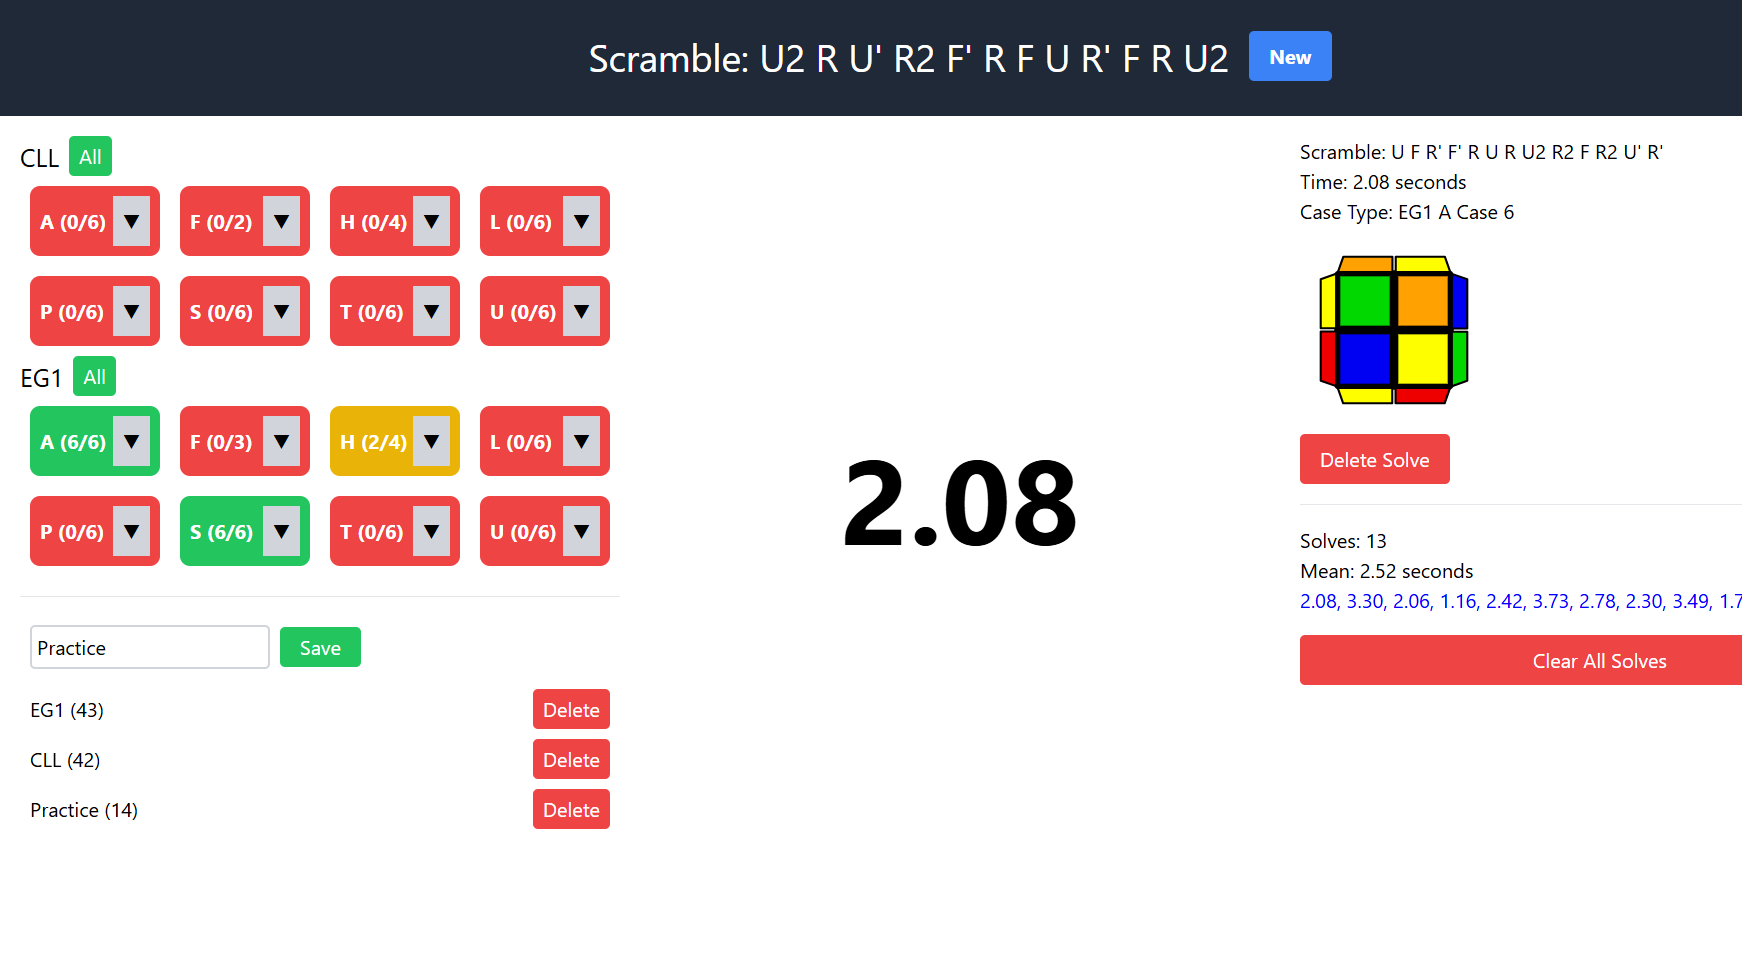 Scramble: U2 R U' R2 F' R F U R' F R U2 New
CLL All
A (0/6) ▼ F (0/2) ▼ H (0/4) ▼ L (0/6) ▼
P (0/6) ▼ S (0/6) ▼ T (0/6) ▼ U (0/6) ▼
EG1 All
A (6/6) ▼ F (0/3) ▼ H (2/4) ▼ L (0/6) ▼
P (0/6) ▼ S (6/6) ▼ T (0/6) ▼ U (0/6) ▼
Practice Save
EG1 (43) Delete
CLL (42) Delete
Practice (14) Delete
2.08
Scramble: U F R' F' R U R U2 R2 F R2 U' R'
Time: 2.08 seconds
Case Type: EG1 A Case 6
Delete Solve
Solves: 13
Mean: 2.52 seconds
2.08, 3.30, 2.06, 1.16, 2.42, 3.73, 2.78, 2.30, 3.49,
Clear All Solves